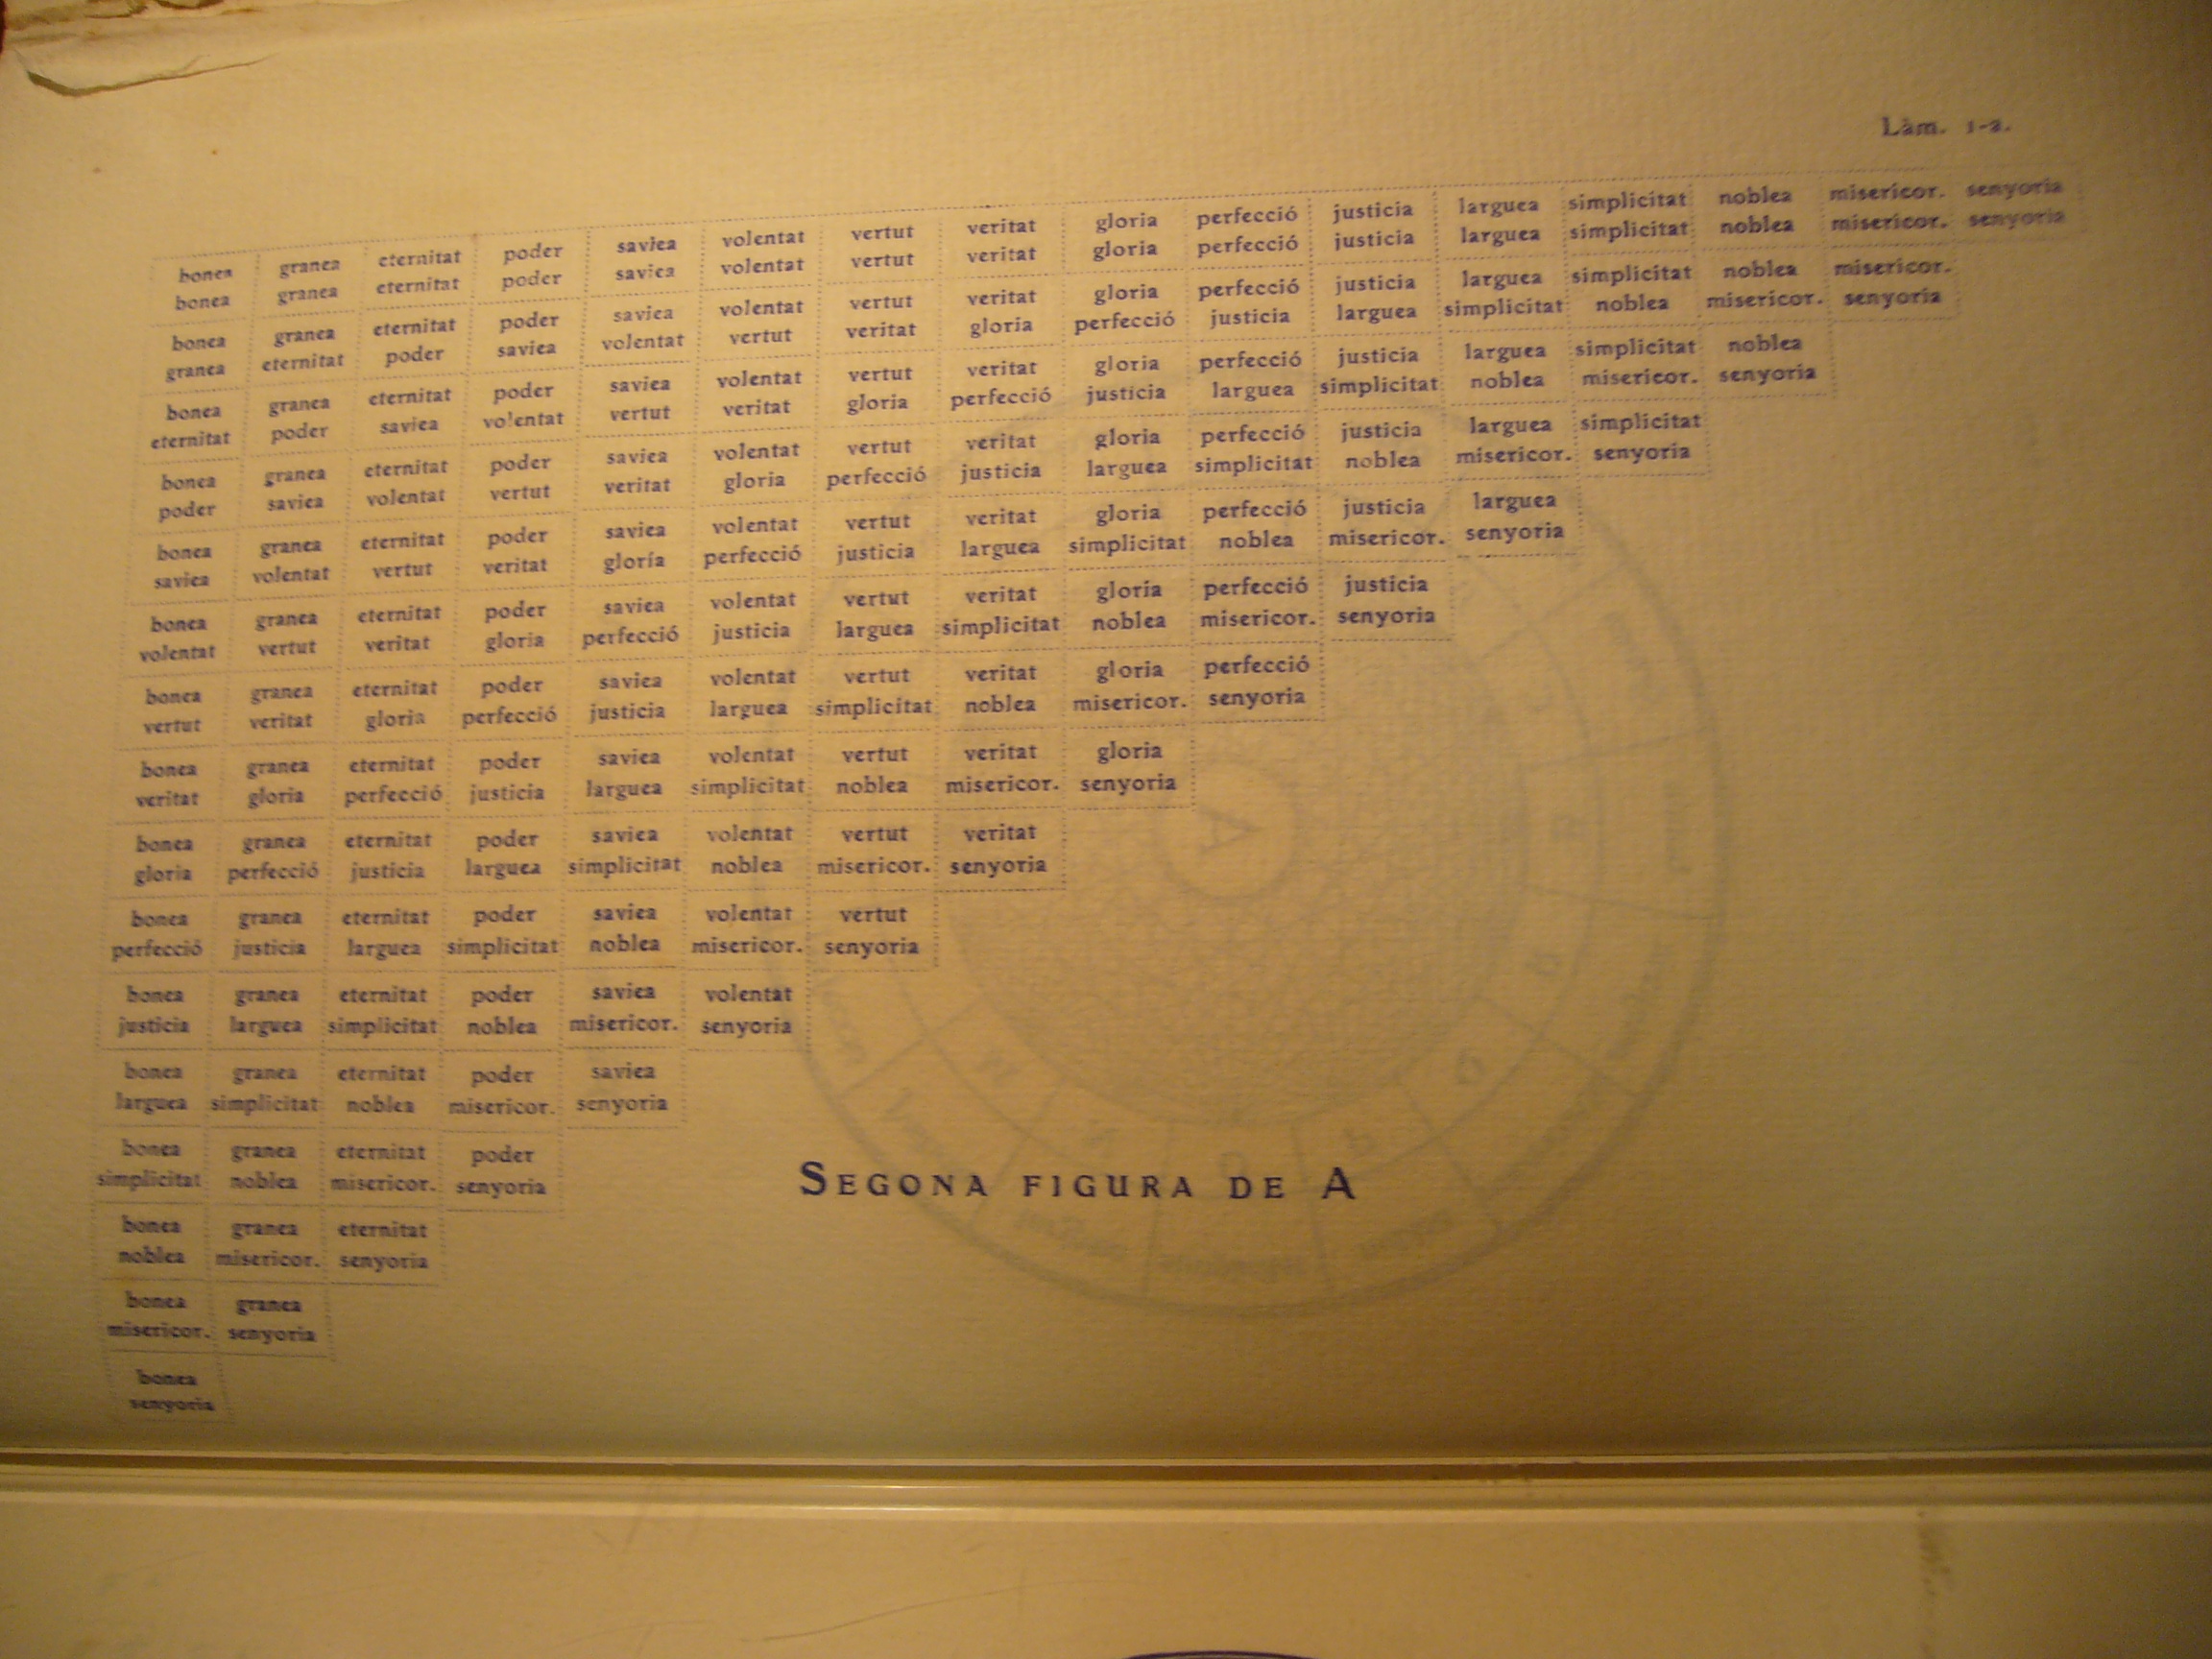 Làm. 1-a.
bonea granea eternitat poder saviea volentat vertut veritat gloria perfecció justicia larguea simplicitat noblea misericor. senyoria
bonea granea eternitat poder saviea volentat vertut veritat gloria perfecció justicia larguea simplicitat noblea misericor. senyoria
bonea granea eternitat poder saviea volentat vertut veritat gloria perfecció justicia larguea simplicitat noblea misericor.
granea eternitat poder saviea volentat vertut veritat gloria perfecció justicia larguea simplicitat noblea misericor. senyoria
bonea granea eternitat poder saviea volentat vertut veritat gloria perfecció justicia larguea simplicitat noblea
eternitat poder saviea volentat vertut veritat gloria perfecció justicia larguea simplicitat noblea misericor. senyoria
bonea granea eternitat poder saviea volentat vertut veritat gloria perfecció justicia larguea simplicitat
poder saviea volentat vertut veritat gloria perfecció justicia larguea simplicitat noblea misericor. senyoria
bonea granea eternitat poder saviea volentat vertut veritat gloria perfecció justicia larguea
saviea volentat vertut veritat gloría perfecció justicia larguea simplicitat noblea misericor. senyoria
bonea granea eternitat poder saviea volentat vertut veritat gloría perfecció justicia
volentat vertut veritat gloria perfecció justicia larguea simplicitat noblea misericor. senyoria
bonea granea eternitat poder saviea volentat vertut veritat gloria perfecció
vertut veritat gloria perfecció justicia larguea simplicitat noblea misericor. senyoria
bonea granea eternitat poder saviea volentat vertut veritat gloria
veritat gloria perfecció justicia larguea simplicitat noblea misericor. senyoria
bonea granea eternitat poder saviea volentat vertut veritat
gloria perfecció justicia larguea simplicitat noblea misericor. senyoria
bonea granea eternitat poder saviea volentat vertut
perfecció justicia larguea simplicitat noblea misericor. senyoria
bonea granea eternitat poder saviea volentat
justicia larguea simplicitat noblea misericor. senyoria
bonea granea eternitat poder saviea
larguea simplicitat noblea misericor. senyoria
bonea granea eternitat poder
simplicitat noblea misericor. senyoria
bonea granea eternitat
noblea misericor. senyoria
bonea granea
misericor. senyoria
bonea
senyoria
SEGONA FIGURA DE A